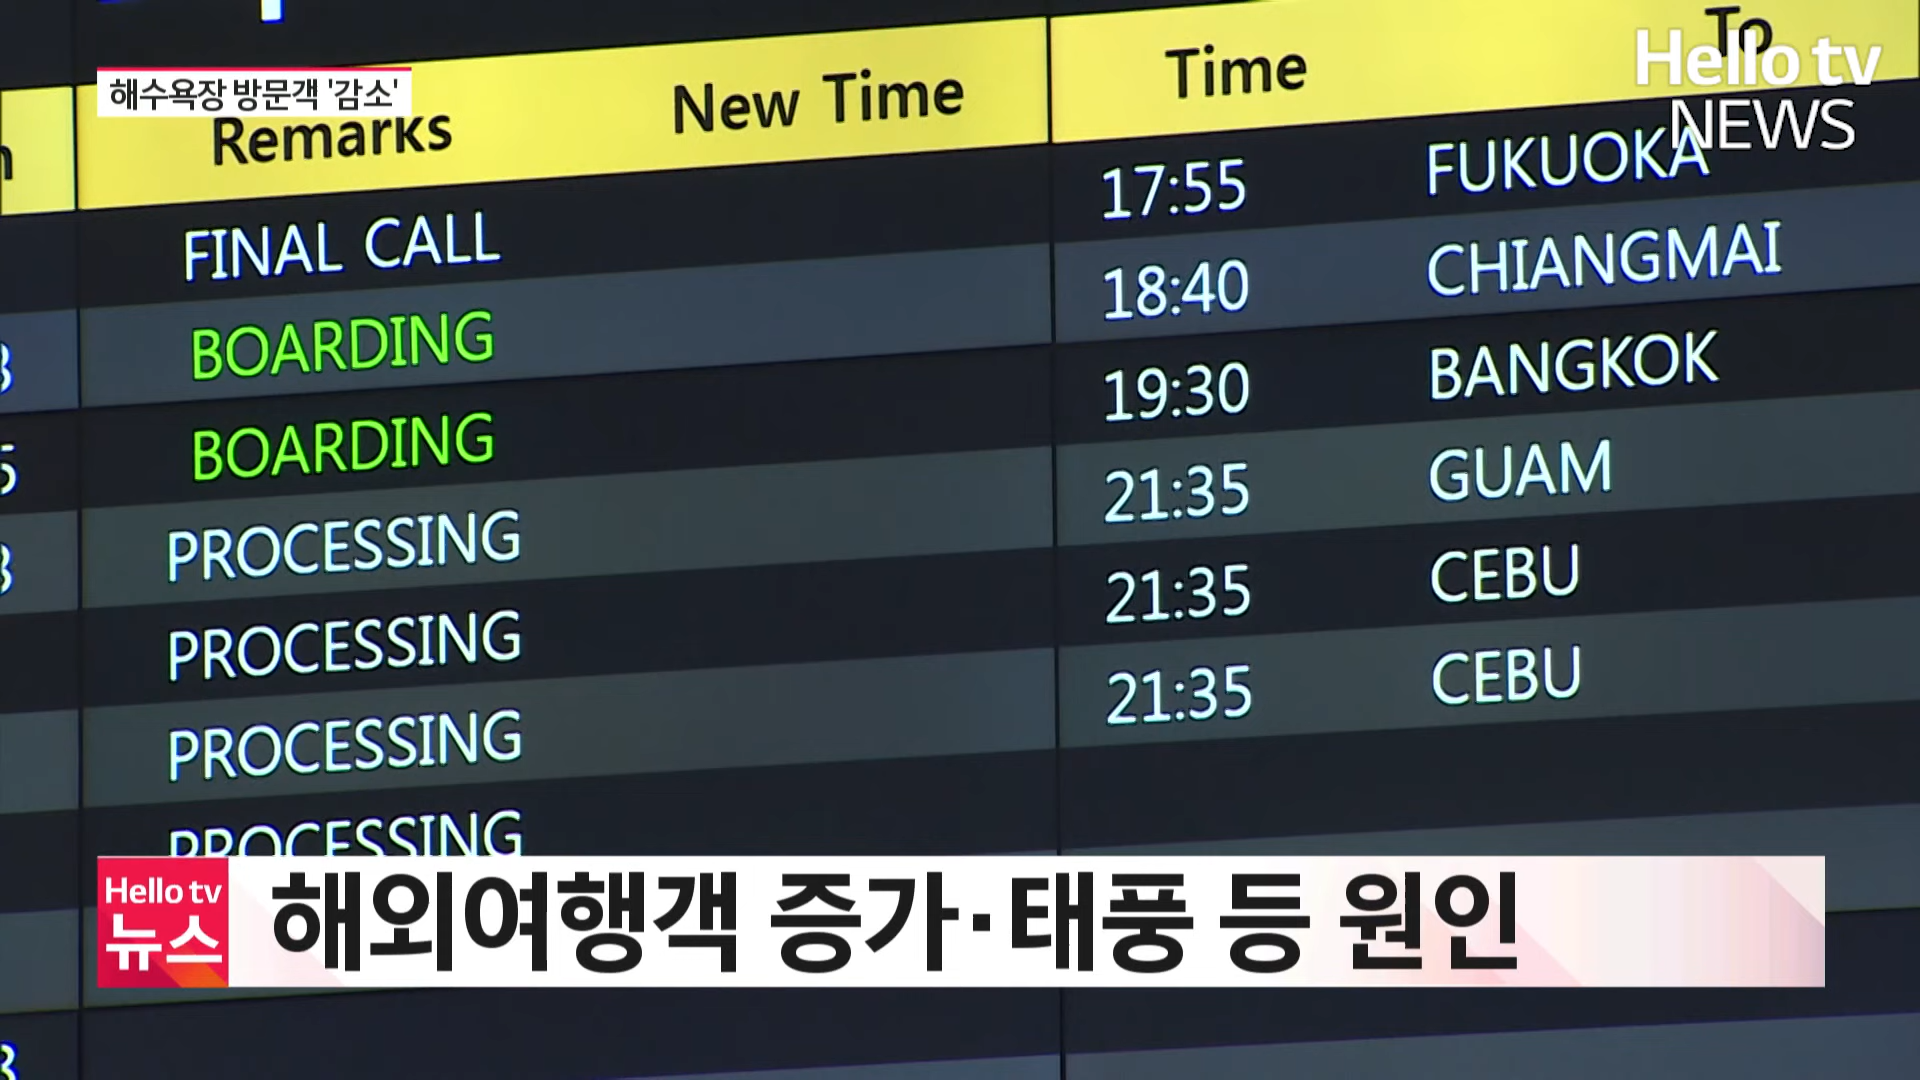 해수욕장 방문객 '감소'
Hello tv
NEWS
Remarks New Time Time To
FINAL CALL 17:55 FUKUOKA
BOARDING 18:40 CHIANGMAI
BOARDING 19:30 BANGKOK
PROCESSING 21:35 GUAM
PROCESSING 21:35 CEBU
PROCESSING 21:35 CEBU
PROCESSING
Hello tv
뉴스
해외여행객 증가·태풍 등 원인